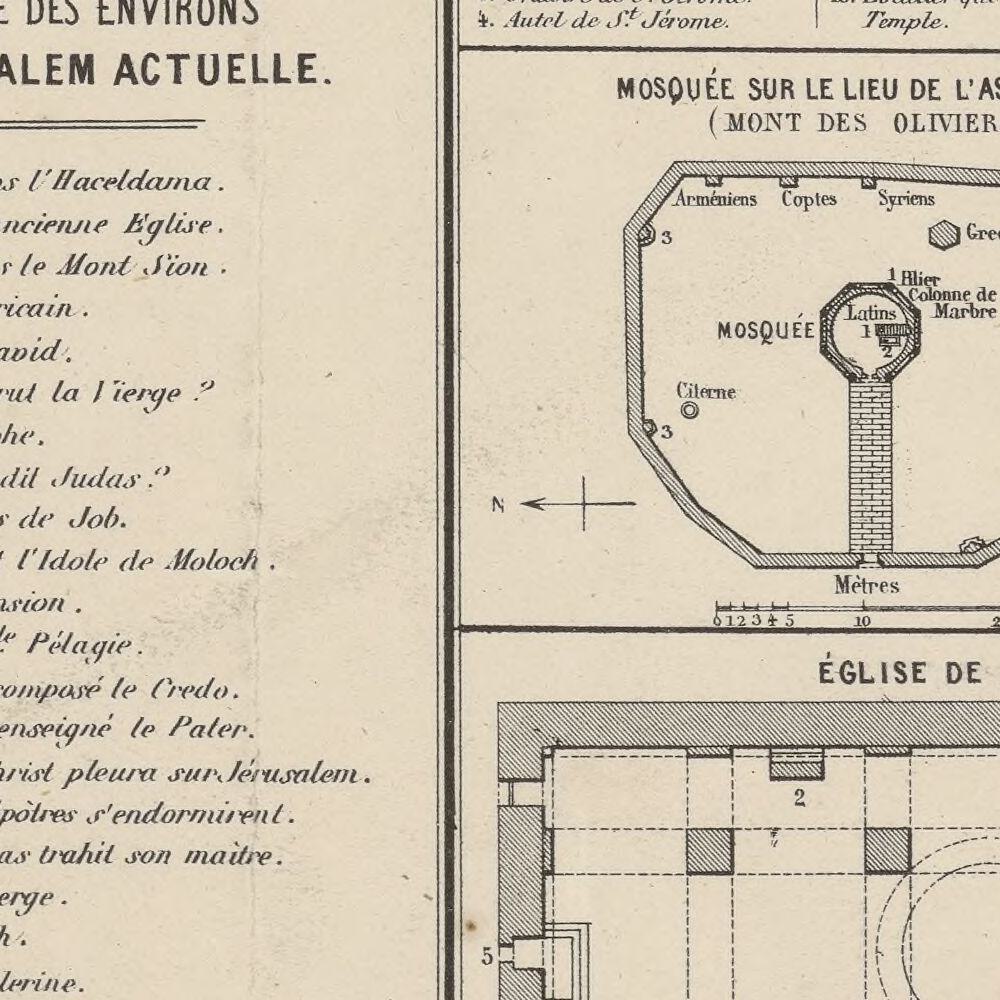 DES ENVIRONS
ALEM ACTUELLE.
l'Haceldama.
ncienne Eglise.
le Mont Sion.
ricain.
avid.
rut la Vierge ?
phe.
dit Judas ?
de Job.
l'Idole de Moloch.
nsion.
Pélagie.
composé le Credo.
enseigné le Pater.
hrist pleura sur Jérusalem.
pôtres s'endormirent.
as trahit son maître.
erge.
h.
lerine.
4. Autel de St Jérome.
Temple.
MOSQUÉE SUR LE LIEU DE L'AS
(MONT DES OLIVIER
Arméniens Coptes Syriens
3
Grec
1 Pilier
Colonne de
Marbre
MOSQUÉE
Latins
1
2
Citerne
3
N
Mètres
0 1 2 3 4 5 10 2
ÉGLISE DE
2
5